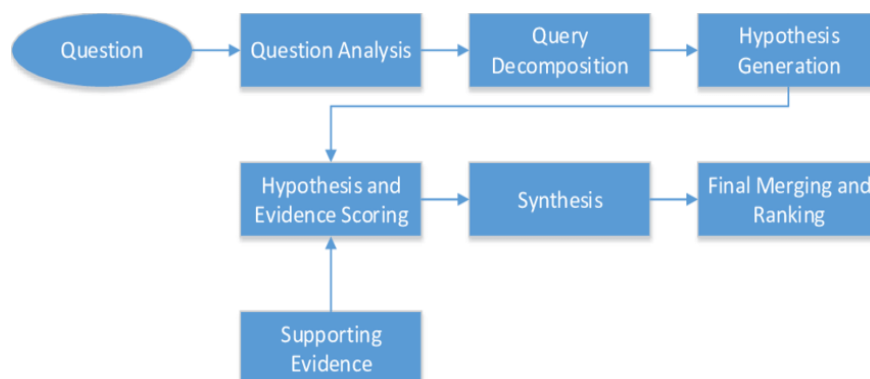 Question
Question Analysis
Query
Decomposition
Hypothesis
Generation
Hypothesis and
Evidence Scoring
Synthesis
Final Merging and
Ranking
Supporting
Evidence